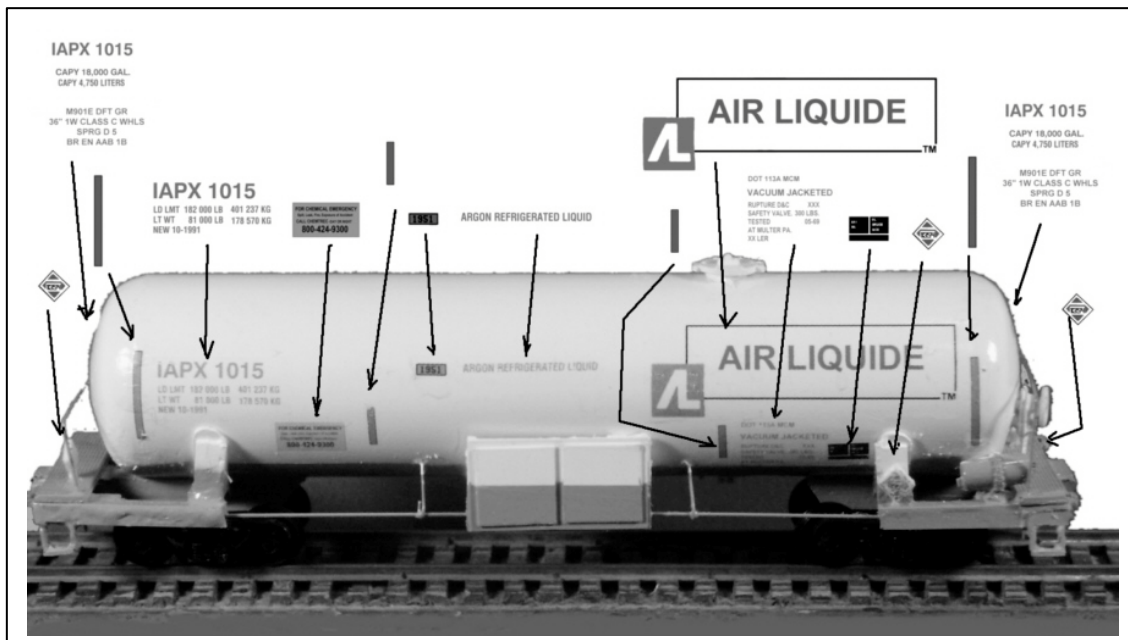 IAPX 1015
CAPY 18,000 GAL.
CAPY 4,750 LITERS
M901E DFT GR
36" 1W CLASS C WHLS
SPRG D 5
BR EN AAB 1B
IAPX 1015
LD LMT 182 000 LB 401 237 KG
LT WT 81 000 LB 178 570 KG
NEW 10-1991
FOR CHEMICAL EMERGENCY
800-424-9300
1951
ARGON REFRIGERATED LIQUID
AL
AIR LIQUIDE
TM
DOT 113A MCM
VACUUM JACKETED
RUPTURE D&C XXX
SAFETY VALVE, 300 LBS.
TESTED
AT MULTER PA.
XX LER
IAPX 1015
CAPY 18,000 GAL.
CAPY 4,750 LITERS
M901E DFT GR
36" 1W CLASS C WHLS
SPRG D 5
BR EN AAB 1B
IAPX 1015
LD LMT 182 000 LB 401 237 KG
LT WT 81 000 LB 178 570 KG
NEW 10-1991
FOR CHEMICAL EMERGENCY
800-424-9300
1951
ARGON REFRIGERATED LIQUID
AL
AIR LIQUIDE
TM
DOT 113A MCM
VACUUM JACKETED
RUPTURE D&C XXX